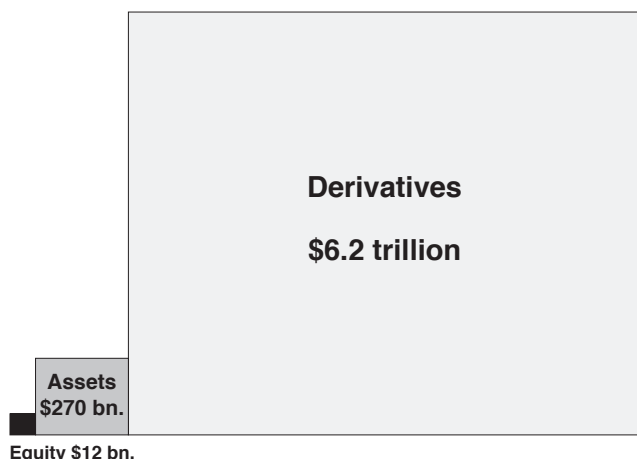 Derivatives
$6.2 trillion
Assets
$270 bn.
Equity $12 bn.